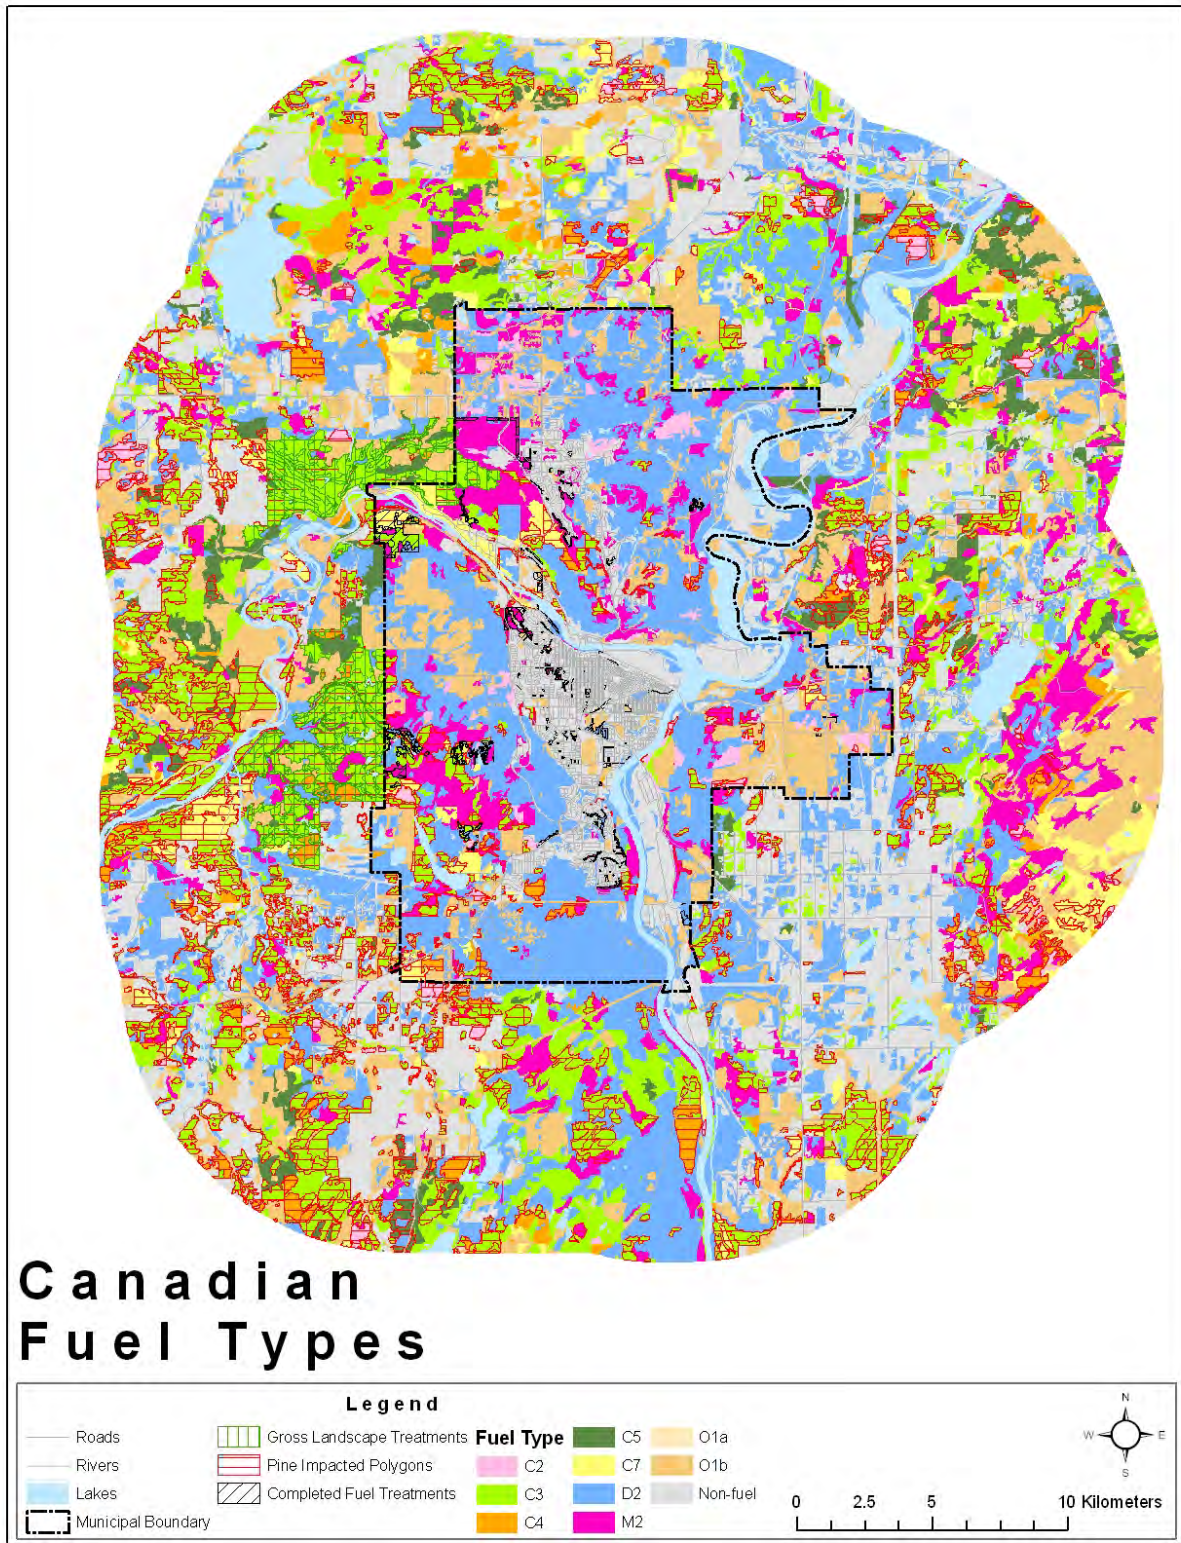 Canadian
Fuel Types
Legend
Roads
Rivers
Lakes
Municipal Boundary
Gross Landscape Treatments
Pine Impacted Polygons
Completed Fuel Treatments
Fuel Type
C2
C3
C4
C5
C7
D2
M2
O1a
O1b
Non-fuel
N
W E
S
0 2.5 5 10 Kilometers